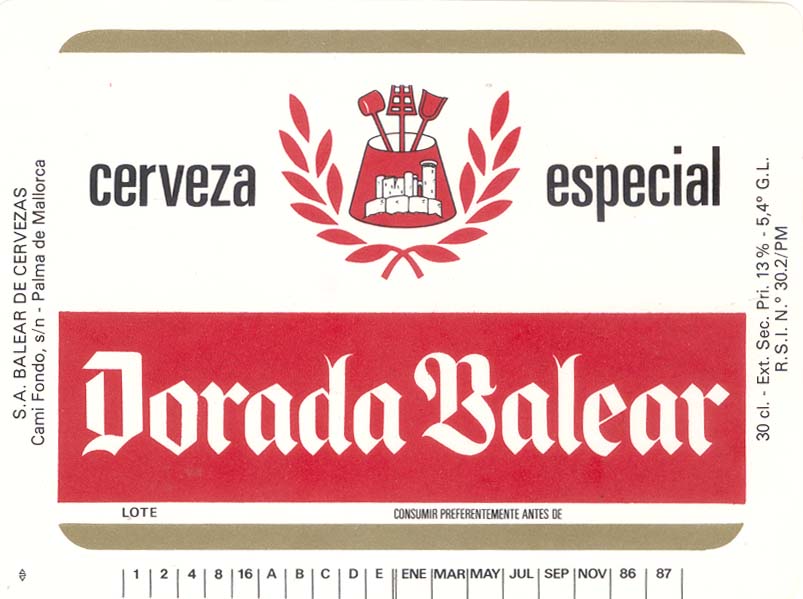 cerveza especial
Dorada Balear
LOTE CONSUMIR PREFERENTEMENTE ANTES DE
1 2 4 8 16 A B C D E ENE MAR MAY JUL SEP NOV 86 87
S.A. BALEAR DE CERVEZAS
Cami Fondo, s/n - Palma de Mallorca
30 cl. - Ext. Sec. Pri. 13% - 5,4º G.L.
R.S.I. N.º 30.2/PM